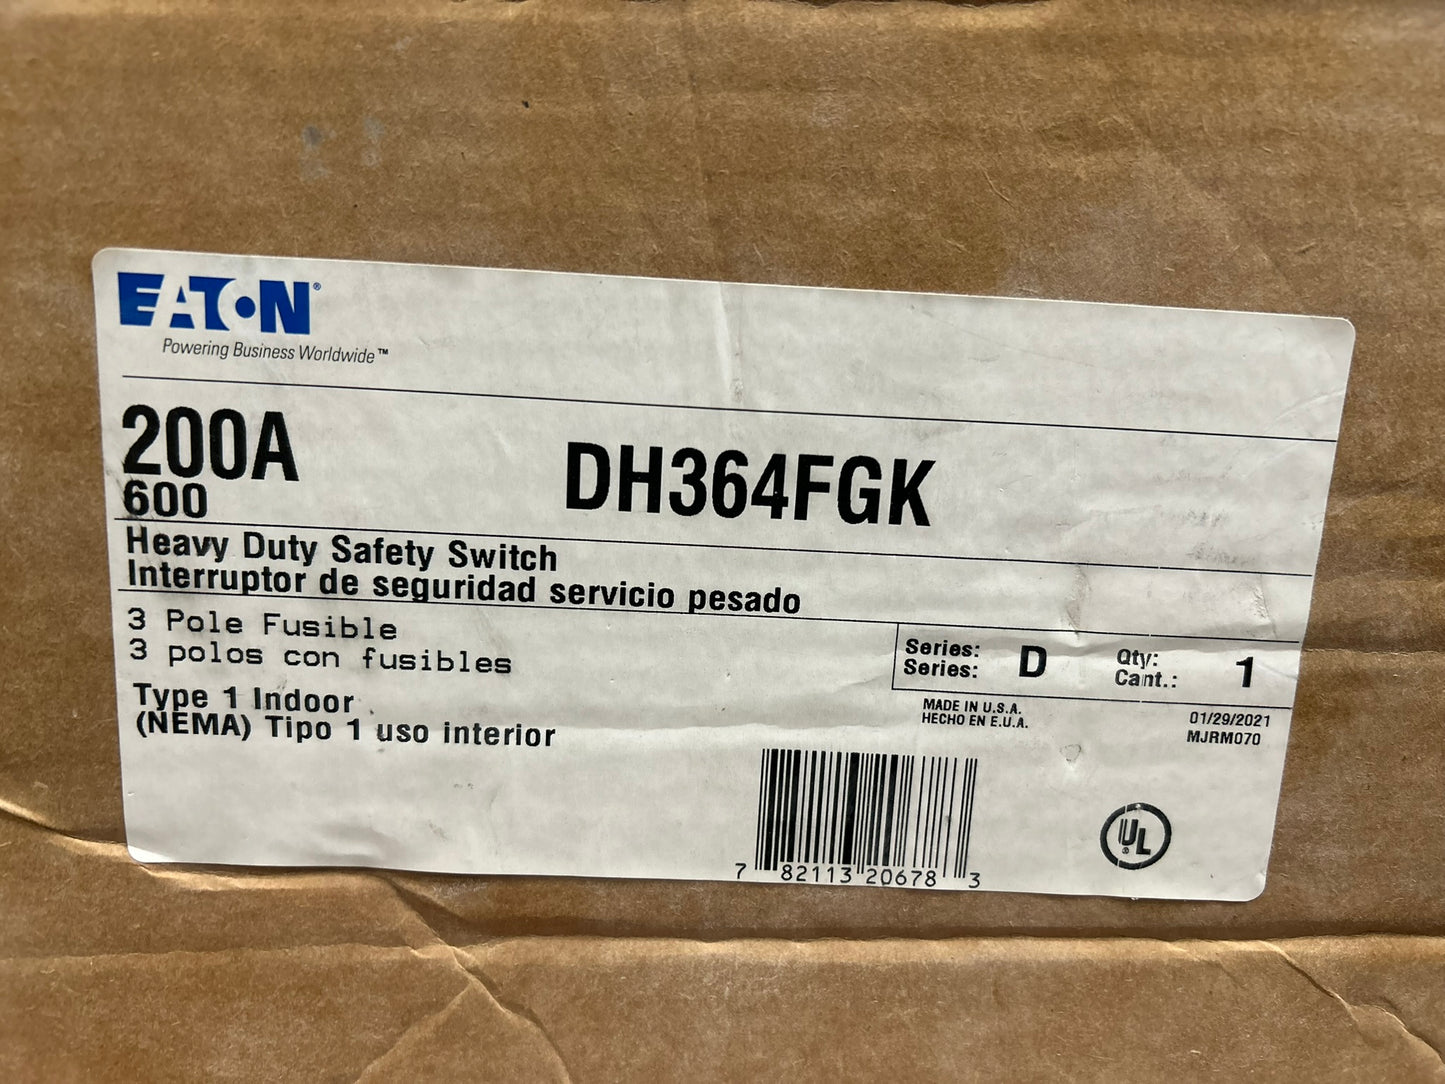 EATON®
Powering Business Worldwide™
200A
DH364FGK
600
Heavy Duty Safety Switch
Interruptor de seguridad servicio pesado
3 Pole Fusible
3 polos con fusibles
Series: D Qty: 1
Series: Cant.:
Type 1 Indoor
(NEMA) Tipo 1 uso interior
MADE IN U.S.A.
HECHO EN E.U.A.
01/29/2021
MJRM070
7 82113 20678 3
UL®